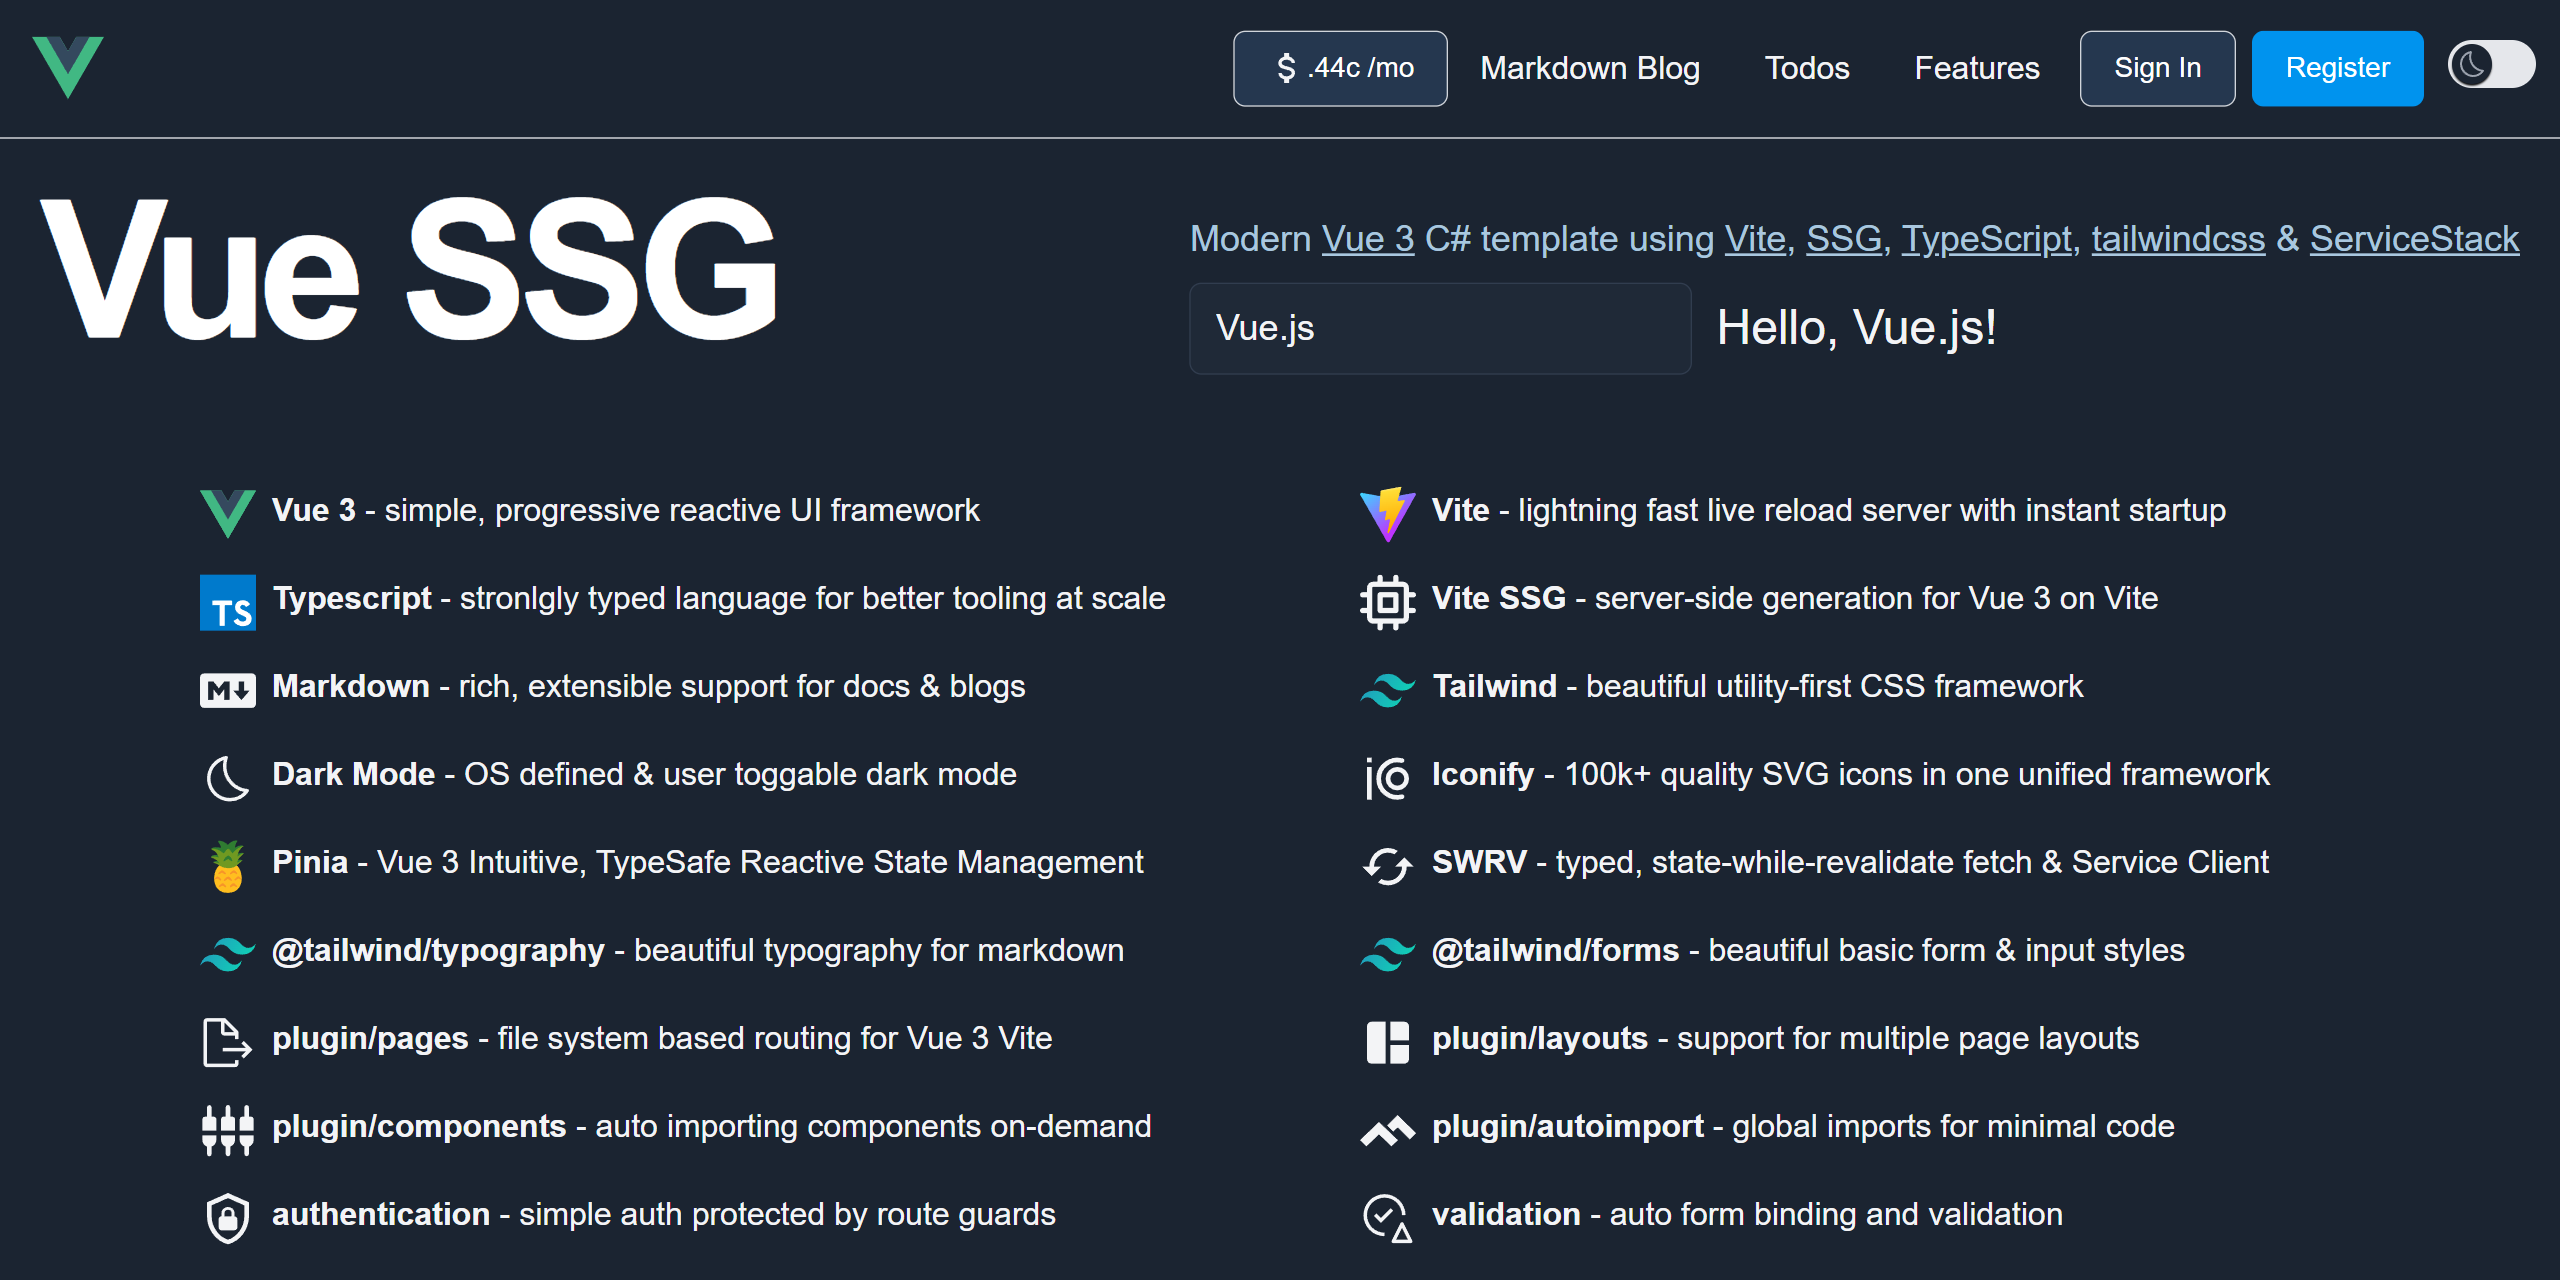 $ .44c /mo Markdown Blog Todos Features Sign In Register
Vue SSG
Modern Vue 3 C# template using Vite, SSG, TypeScript, tailwindcss & ServiceStack
Vue.js Hello, Vue.js!
Vue 3 - simple, progressive reactive UI framework
Vite - lightning fast live reload server with instant startup
TS Typescript - stronlgly typed language for better tooling at scale
Vite SSG - server-side generation for Vue 3 on Vite
M Markdown - rich, extensible support for docs & blogs
Tailwind - beautiful utility-first CSS framework
Dark Mode - OS defined & user toggable dark mode
Iconify - 100k+ quality SVG icons in one unified framework
Pinia - Vue 3 Intuitive, TypeSafe Reactive State Management
SWRV - typed, state-while-revalidate fetch & Service Client
@tailwind/typography - beautiful typography for markdown
@tailwind/forms - beautiful basic form & input styles
plugin/pages - file system based routing for Vue 3 Vite
plugin/layouts - support for multiple page layouts
plugin/components - auto importing components on-demand
plugin/autoimport - global imports for minimal code
authentication - simple auth protected by route guards
validation - auto form binding and validation